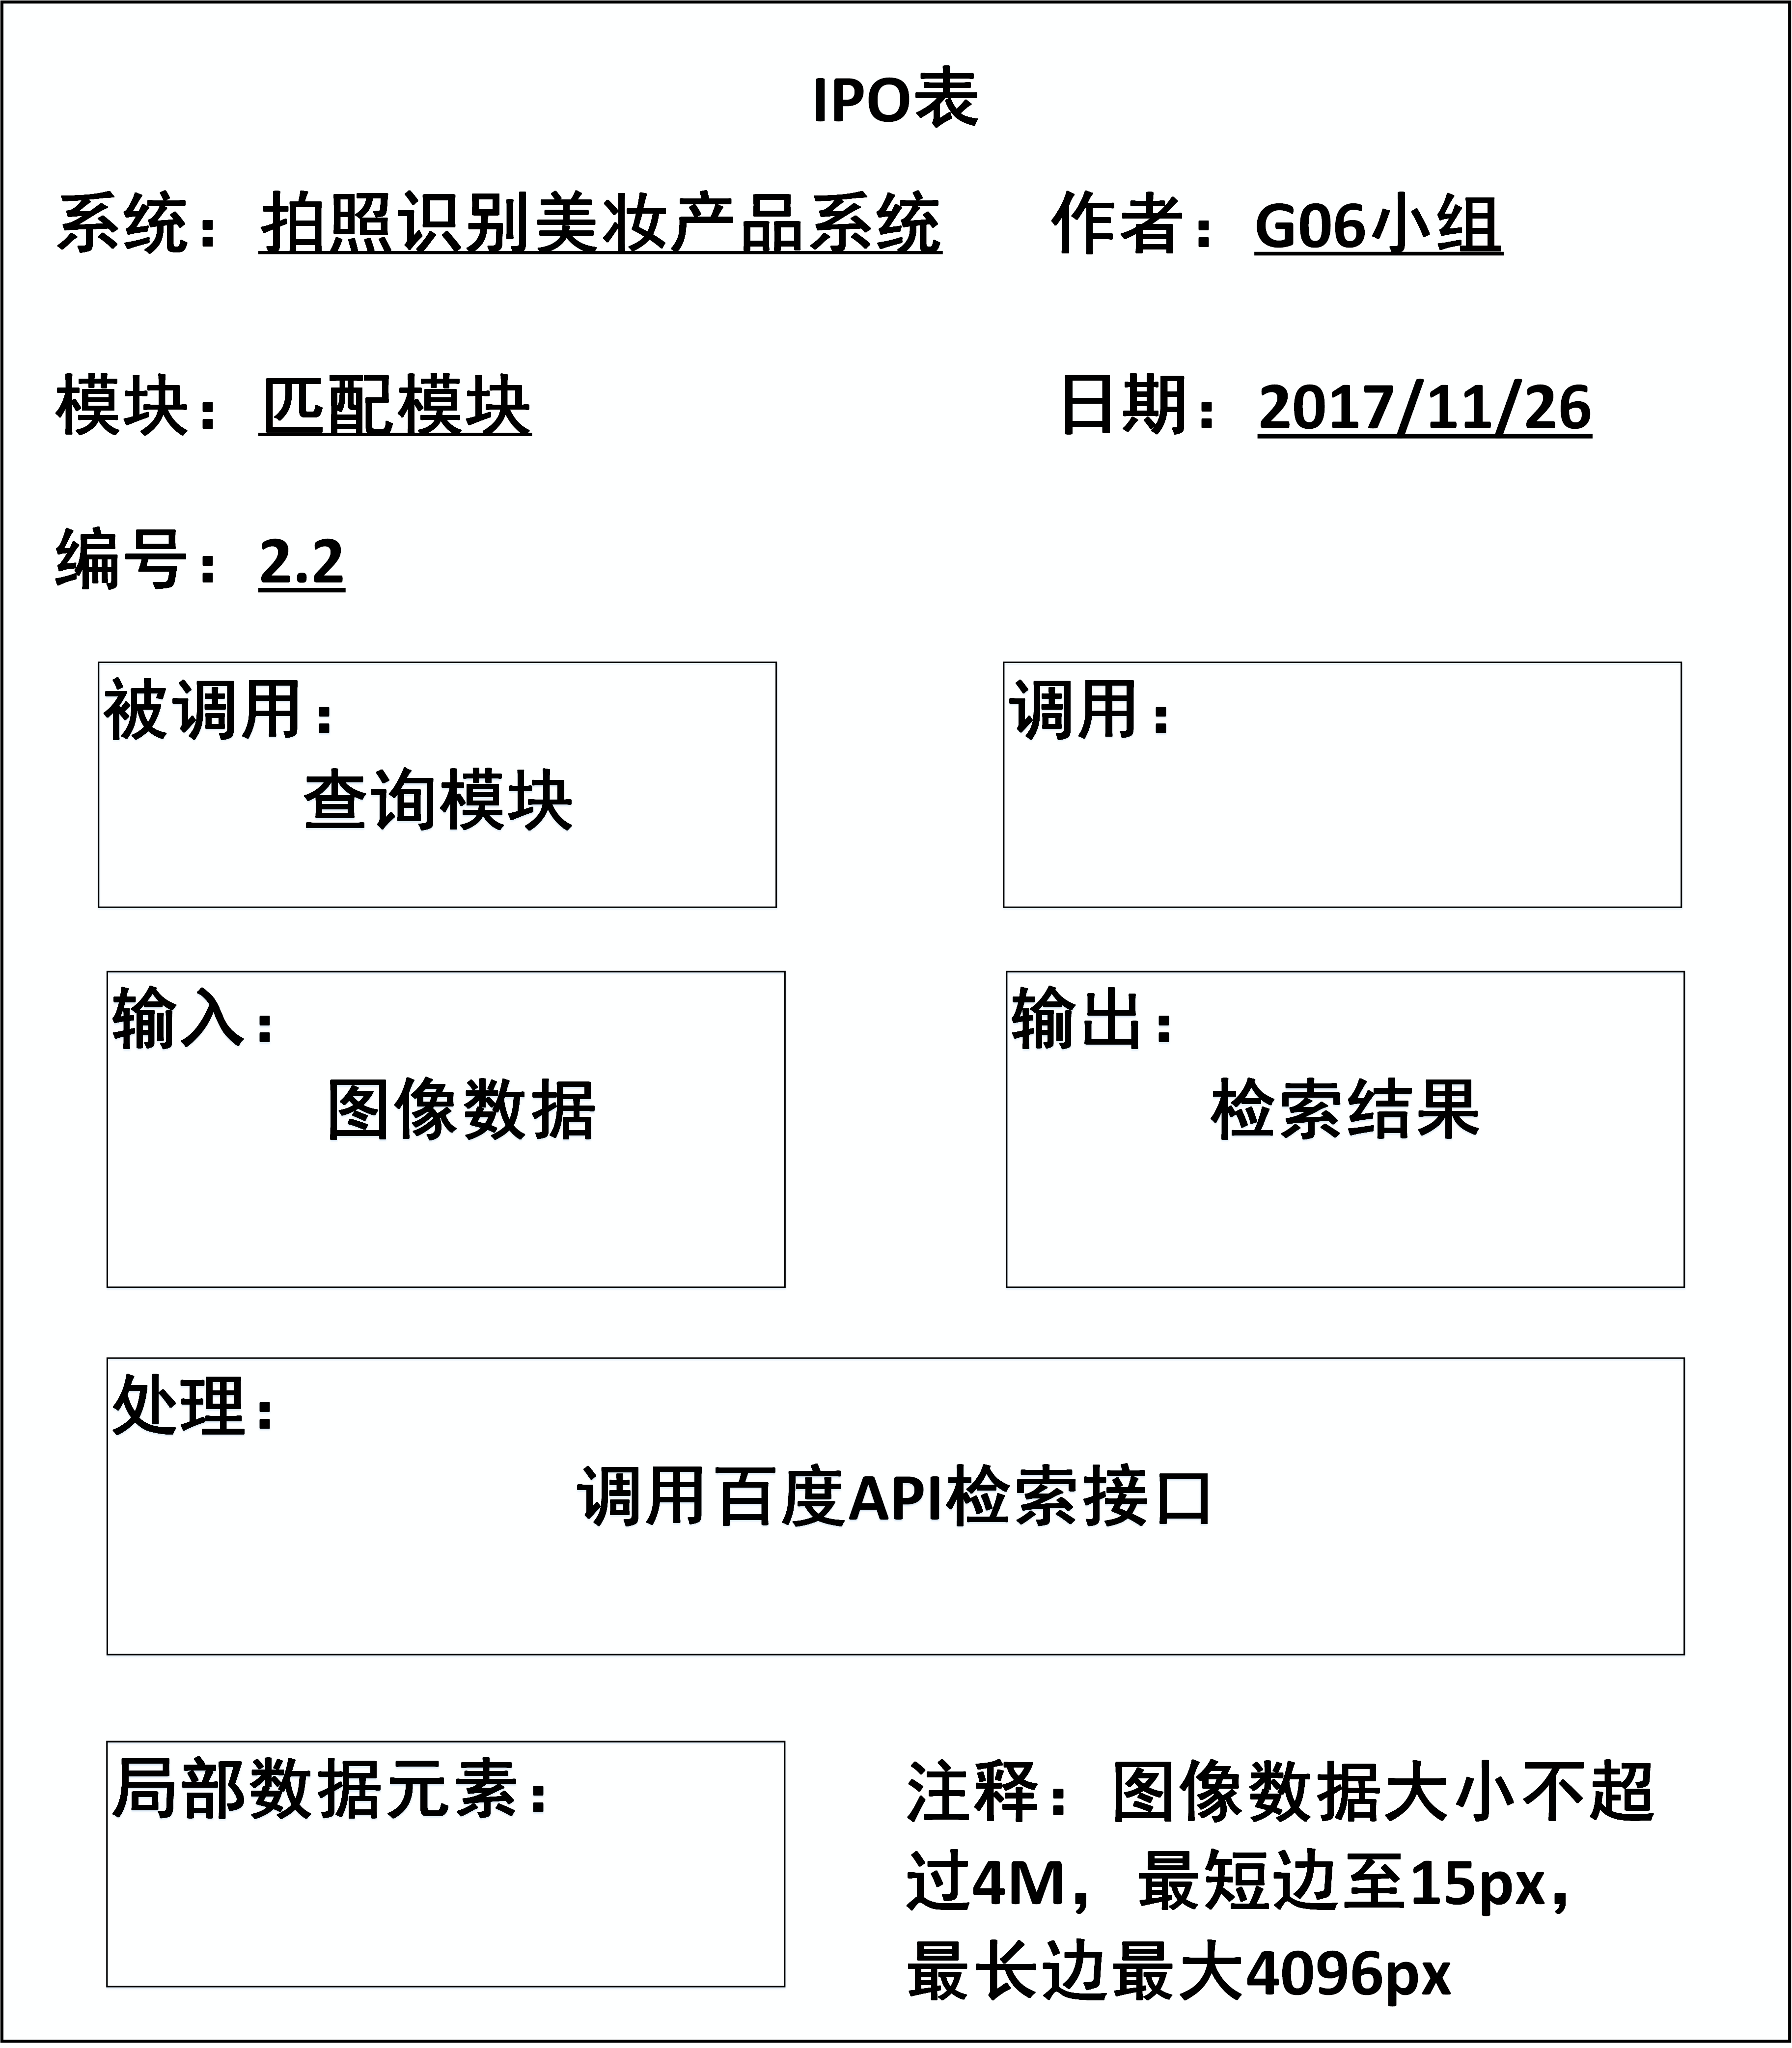 IPO表
系统：拍照识别美妆产品系统 作者：G06小组
模块：匹配模块 日期：2017/11/26
编号：2.2
被调用：
查询模块
调用：
输入：
图像数据
输出：
检索结果
处理：
调用百度API检索接口
局部数据元素：
注释：图像数据大小不超
过4M，最短边至15px，
最长边最大4096px